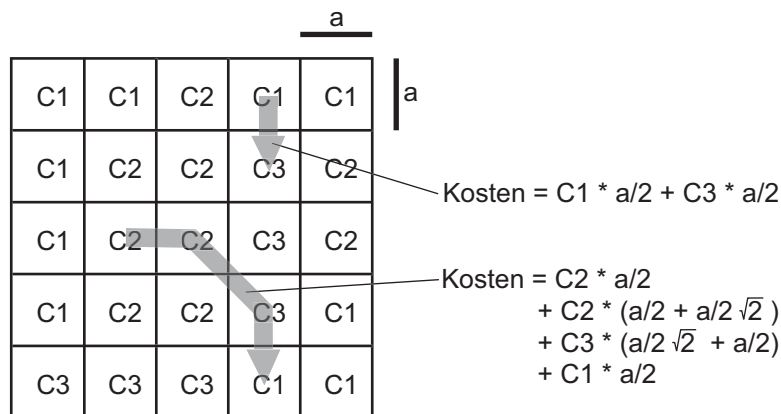 a
a
C1 C1 C2 C1 C1
C1 C2 C2 C3 C2
Kosten = C1 * a/2 + C3 * a/2
C1 C2 C2 C3 C2
Kosten = C2 * a/2
C1 C2 C2 C3 C1
+ C2 * (a/2 + a/2 √2 )
+ C3 * (a/2 √2 + a/2)
C3 C3 C3 C1 C1
+ C1 * a/2